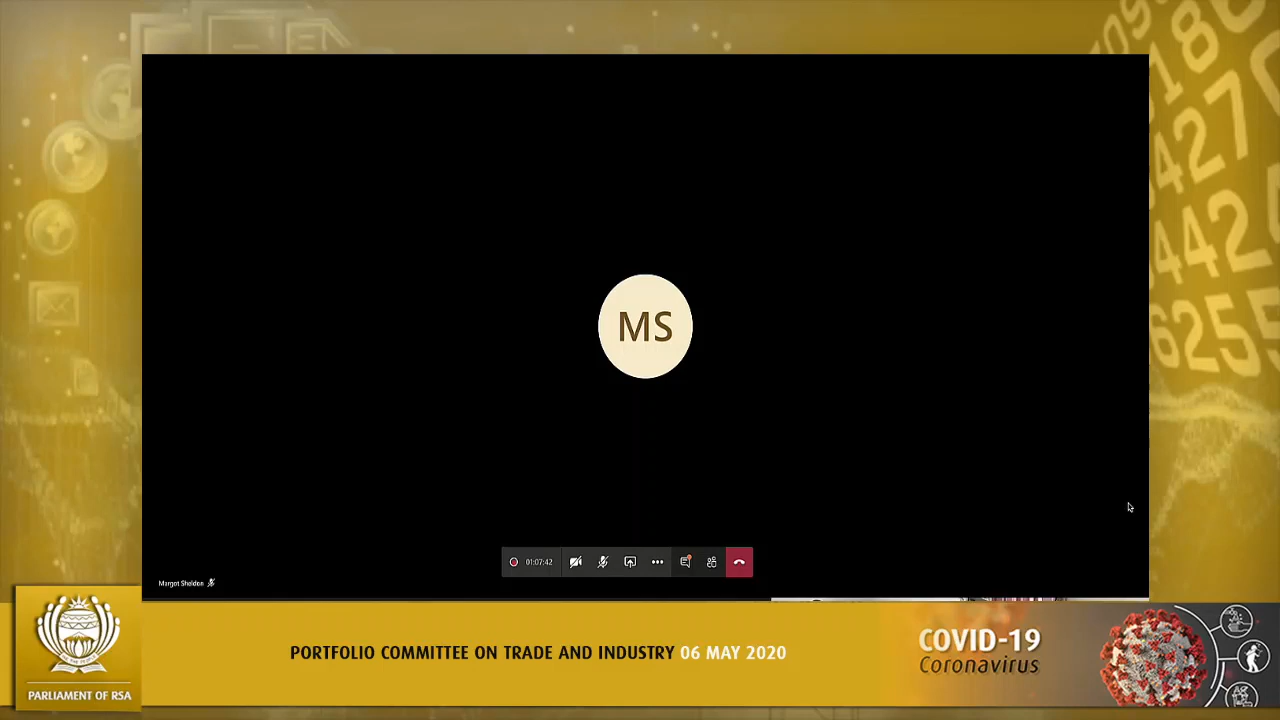 MS
01:07:42
Margot Sheldon
PARLIAMENT OF RSA
PORTFOLIO COMMITTEE ON TRADE AND INDUSTRY 06 MAY 2020
COVID-19
Coronavirus